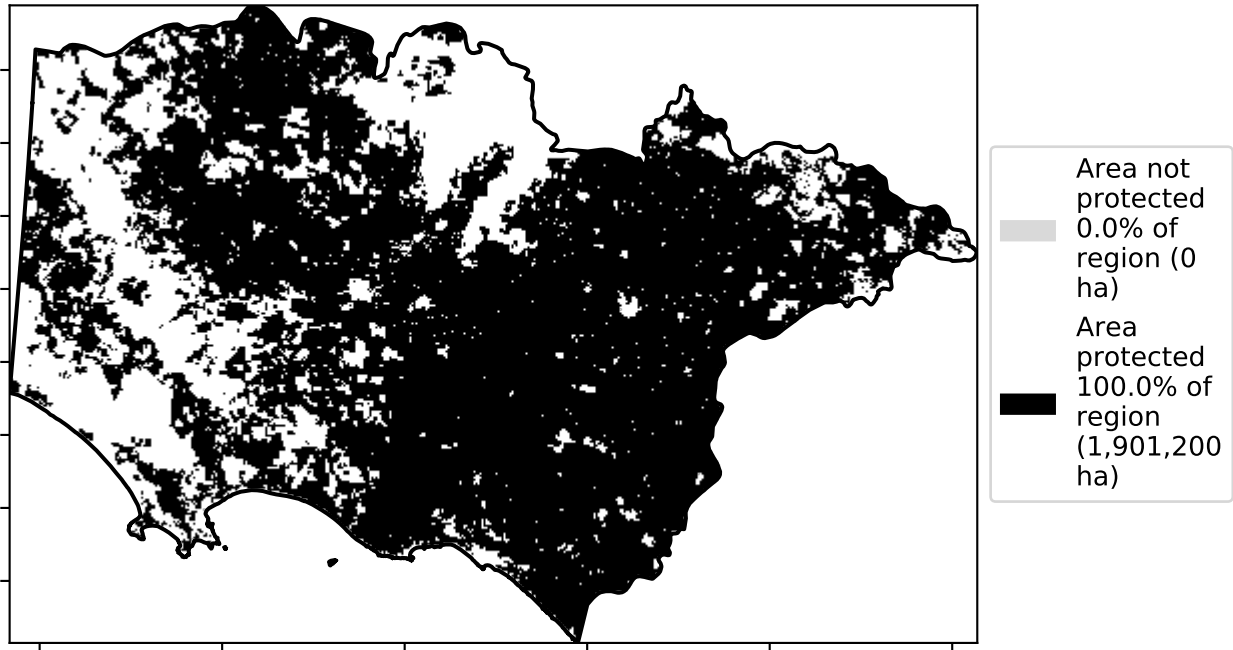 Area not
protected
0.0% of
region (0
ha)
Area
protected
100.0% of
region
(1,901,200
ha)